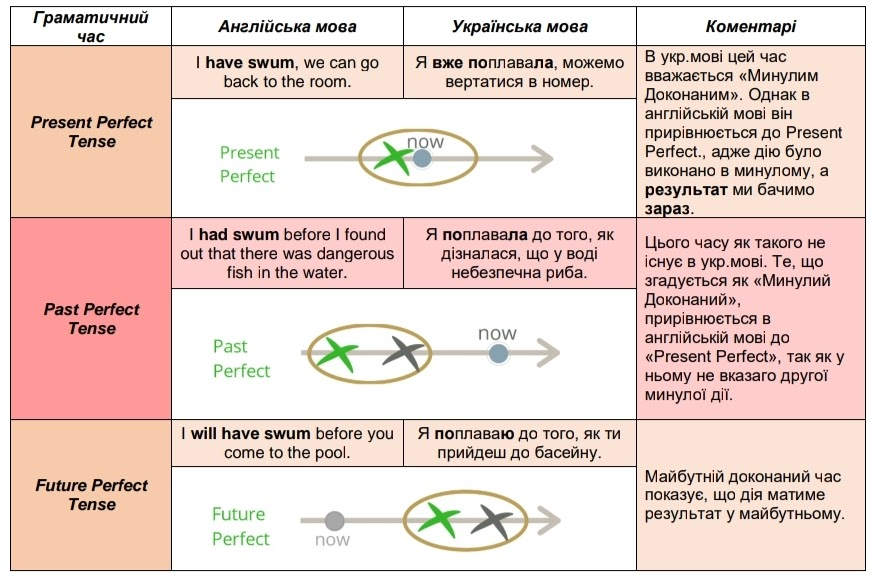 Граматичний
час
Англійська мова
Українська мова
Коментарі
Present Perfect
Tense
I have swum, we can go
back to the room.
Я вже поплавала, можемо
вертатися в номер.
Present
Perfect
now
В укр.мові цей час
вважається «Минулим
Доконаним». Однак в
англійській мові він
прирівнюється до Present
Perfect., адже дію було
виконано в минулому, а
результат ми бачимо
зараз.
Past Perfect
Tense
I had swum before I found
out that there was dangerous
fish in the water.
Я поплавала до того, як
дізналася, що у воді
небезпечна риба.
Past
Perfect
now
Цього часу як такого не
існує в укр.мові. Те, що
згадується як «Минулий
Доконаний»,
прирівнюється в
англійській мові до
«Present Perfect», так як у
ньому не вказаго другої
минулої дії.
Future Perfect
Tense
I will have swum before you
come to the pool.
Я поплаваю до того, як ти
прийдеш до басейну.
Future
Perfect
now
Майбутній доконаний час
показує, що дія матиме
результат у майбутньому.